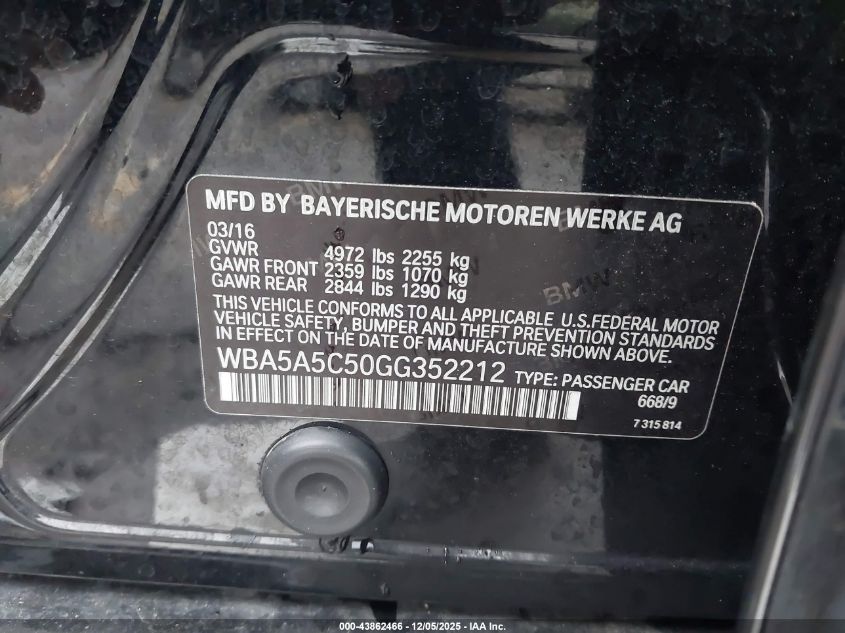 MFD BY BAYERISCHE MOTOREN WERKE AG
03/16
GVWR 4972 lbs 2255 kg
GAWR FRONT 2359 lbs 1070 kg
GAWR REAR 2844 lbs 1290 kg
THIS VEHICLE CONFORMS TO ALL APPLICABLE U.S.FEDERAL MOTOR
VEHICLE SAFETY, BUMPER AND THEFT PREVENTION STANDARDS
IN EFFECT ON THE DATE OF MANUFACTURE SHOWN ABOVE.
WBA5A5C50GG352212 TYPE: PASSENGER CAR
668/9
7 315 814
BMW
BMW
BMW
000-43862466 - 12/05/2025 - IAA Inc.